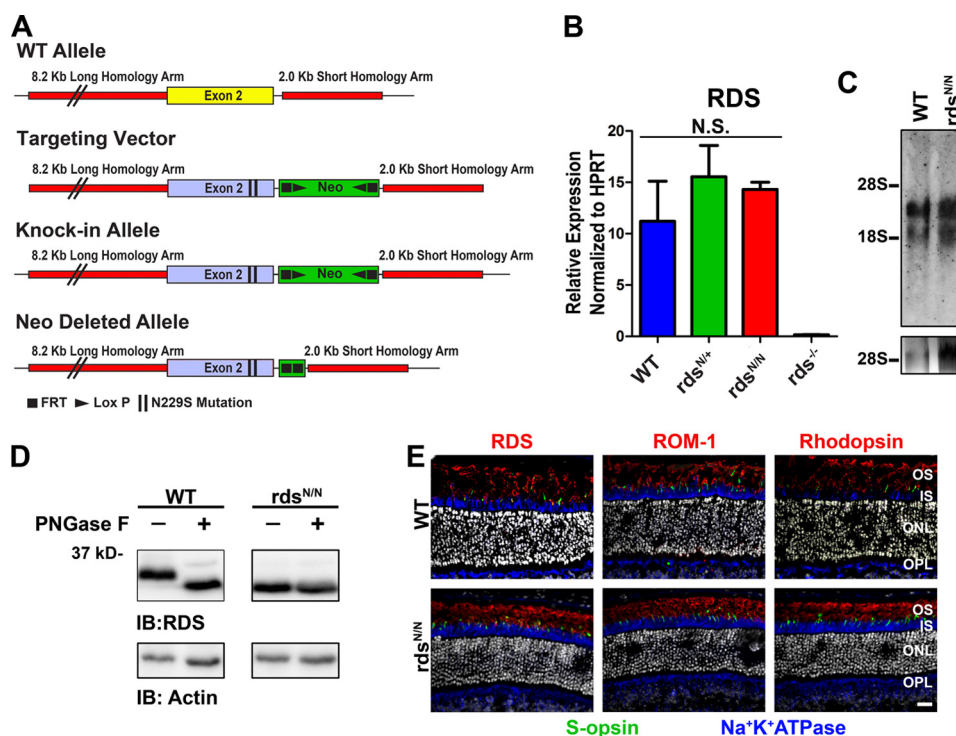 A
WT Allele
8.2 Kb Long Homology Arm 2.0 Kb Short Homology Arm
Exon 2
Targeting Vector
8.2 Kb Long Homology Arm 2.0 Kb Short Homology Arm
Exon 2 Neo
Knock-in Allele
8.2 Kb Long Homology Arm 2.0 Kb Short Homology Arm
Exon 2 Neo
Neo Deleted Allele
8.2 Kb Long Homology Arm 2.0 Kb Short Homology Arm
Exon 2
FRT Lox P N229S Mutation
B
RDS
N.S.
Relative Expression
Normalized to HPRT
20
15
10
5
0
WT
rds^N/+
rds^N/N
rds^-/-
C
WT rds^N/N
28S
18S
28S
D
WT rds^N/N
PNGase F − + − +
37 kD-
IB:RDS
IB: Actin
E
RDS ROM-1 Rhodopsin
WT
OS
IS
ONL
OPL
rds^N/N
OS
IS
ONL
OPL
S-opsin Na⁺K⁺ATPase